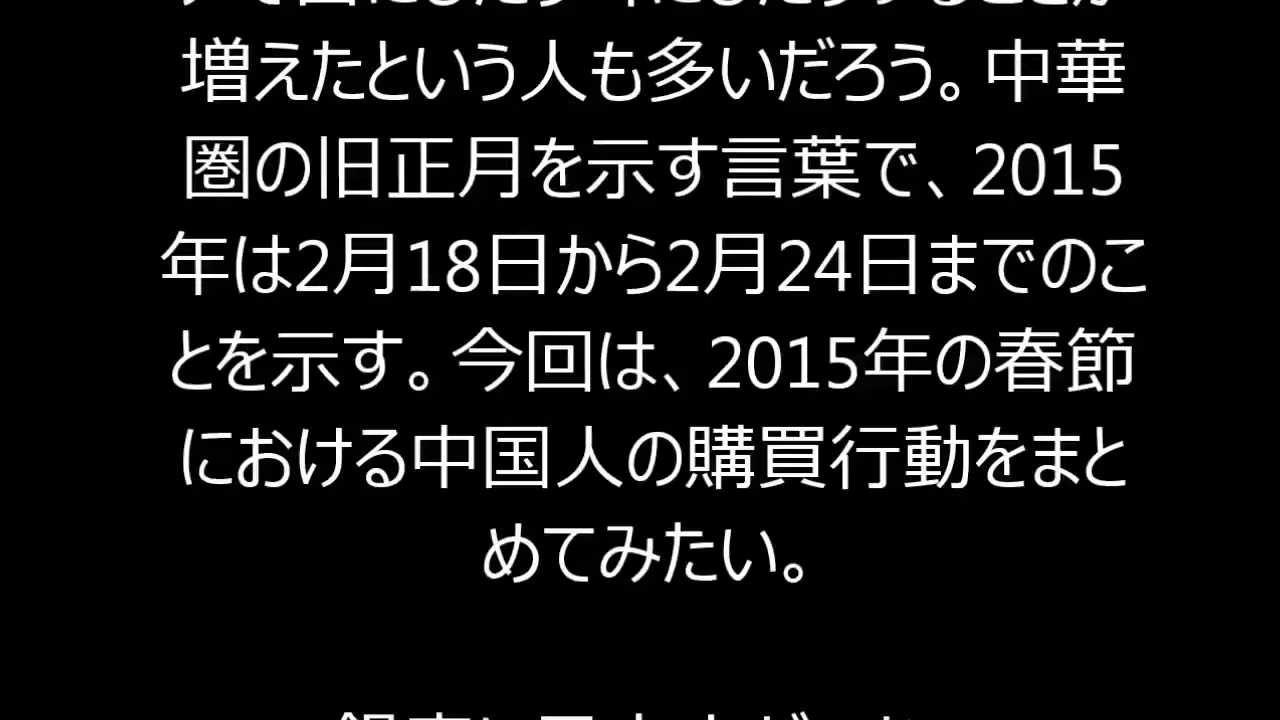 増えたという人も多いだろう。中華
圏の旧正月を示す言葉で、2015
年は2月18日から2月24日までのこ
とを示す。今回は、2015年の春節
における中国人の購買行動をまと
めてみたい。